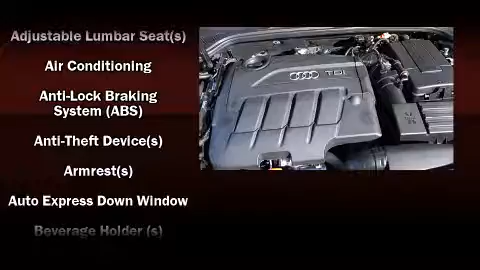 Adjustable Lumbar Seat(s)
Air Conditioning
Anti-Lock Braking
System (ABS)
Anti-Theft Device(s)
Armrest(s)
Auto Express Down Window
Beverage Holder (s)
TDI